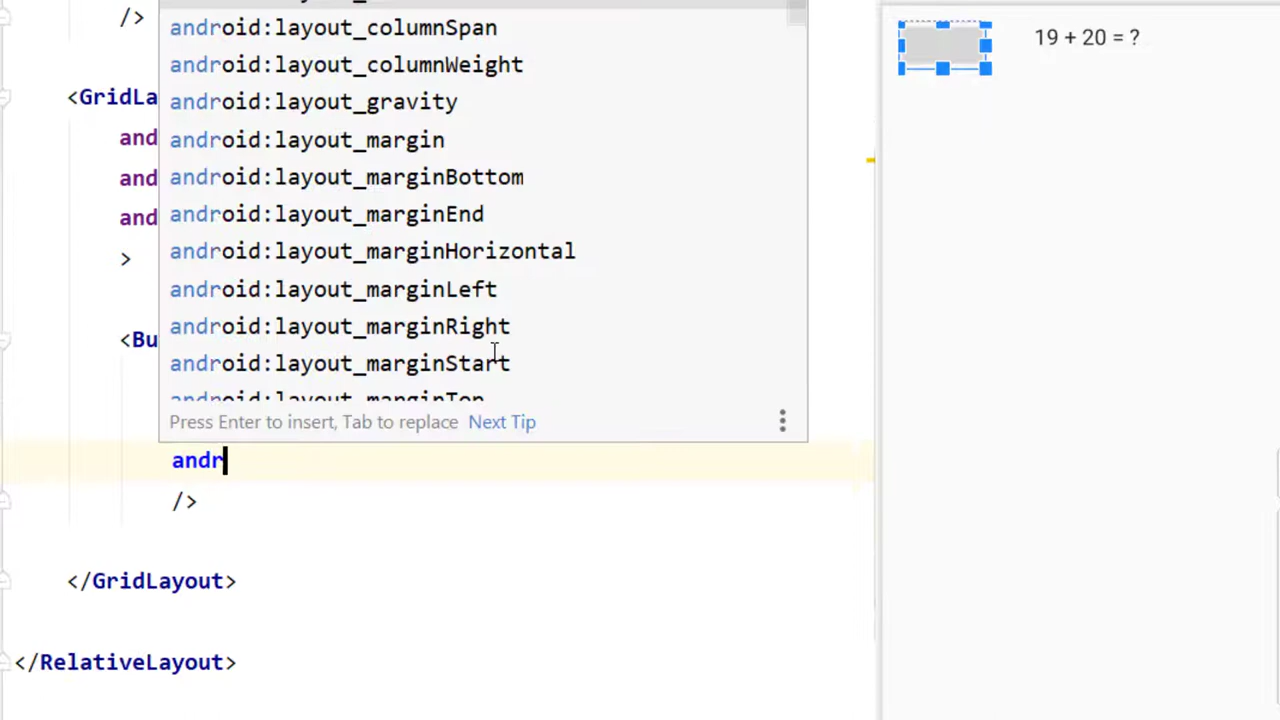 />
android:layout_columnSpan
android:layout_columnWeight
<GridLa
android:layout_gravity
and
android:layout_margin
and
android:layout_marginBottom
and
android:layout_marginEnd
>
android:layout_marginHorizontal
android:layout_marginLeft
<Bu
android:layout_marginRight
android:layout_marginStart
android:layout_marginTop
Press Enter to insert, Tab to replace Next Tip
andr
/>
</GridLayout>
</RelativeLayout>
19 + 20 = ?